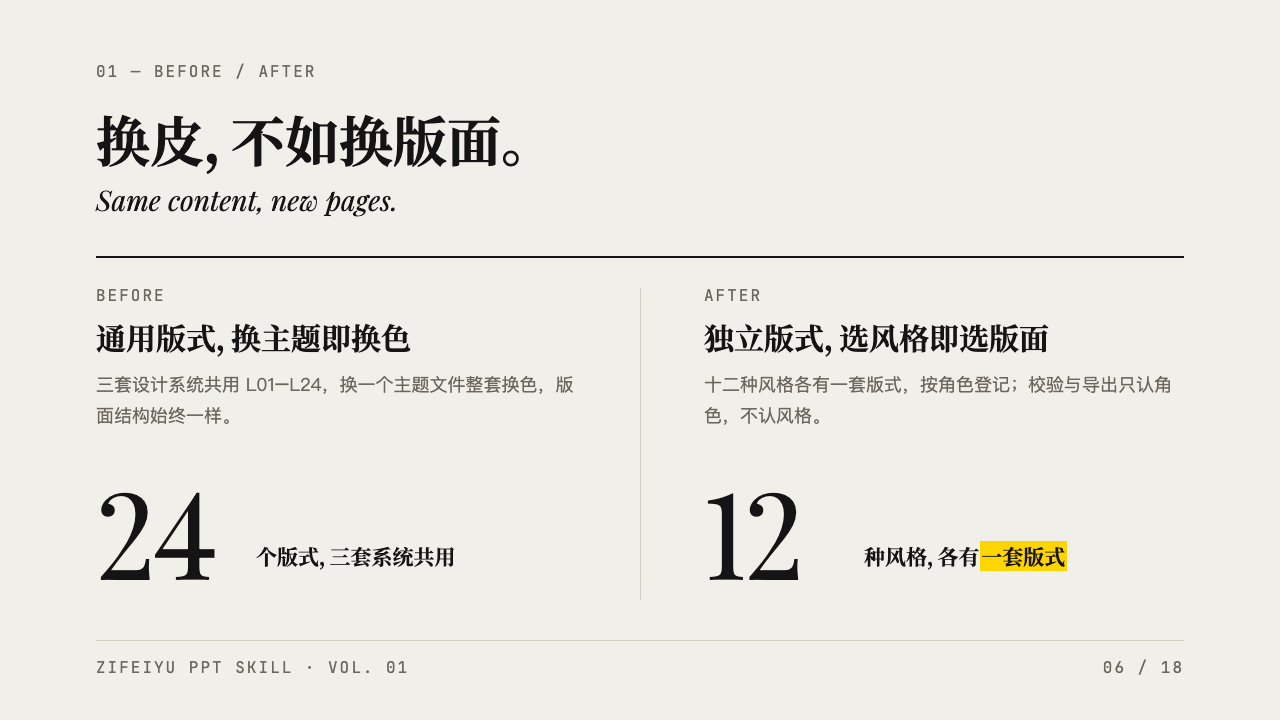 01 — BEFORE / AFTER
换皮, 不如换版面。
Same content, new pages.
BEFORE
通用版式, 换主题即换色
三套设计系统共用 L01—L24，换一个主题文件整套换色，版
面结构始终一样。
24
个版式, 三套系统共用
AFTER
独立版式, 选风格即选版面
十二种风格各有一套版式，按角色登记；校验与导出只认角
色，不认风格。
12
种风格, 各有一套版式
ZIFEIYU PPT SKILL · VOL. 01
06 / 18